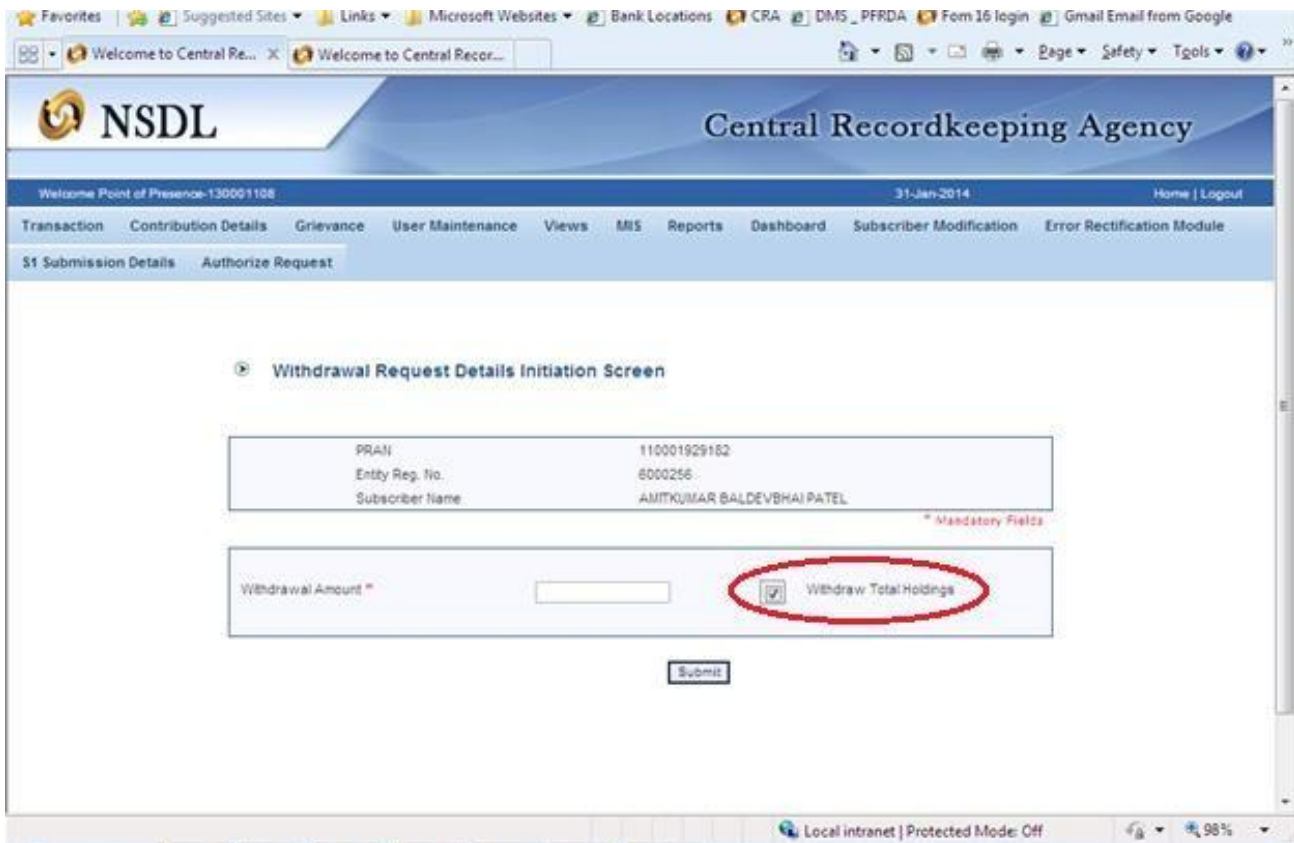 Favorites Suggested Sites Links Microsoft Websites Bank Locations CRA DMS_PFRDA Fom 16 login Gmail Email from Google
Welcome to Central Re... X Welcome to Central Recor... Page Safety Tools
NSDL Central Recordkeeping Agency
Welcome Point of Presence-130001108 31-Jan-2014 Home | Logout
Transaction Contribution Details Grievance User Maintenance Views MIS Reports Dashboard Subscriber Modification Error Rectification Module
S1 Submission Details Authorize Request
Withdrawal Request Details Initiation Screen
PRAN 110001929182
Entity Reg. No. 6000256
Subscriber Name AMITKUMAR BALDEVBHAI PATEL
* Mandatory Fields
Withdrawal Amount * Withdraw Total Holdings
Submit
Local intranet | Protected Mode: Off 98%